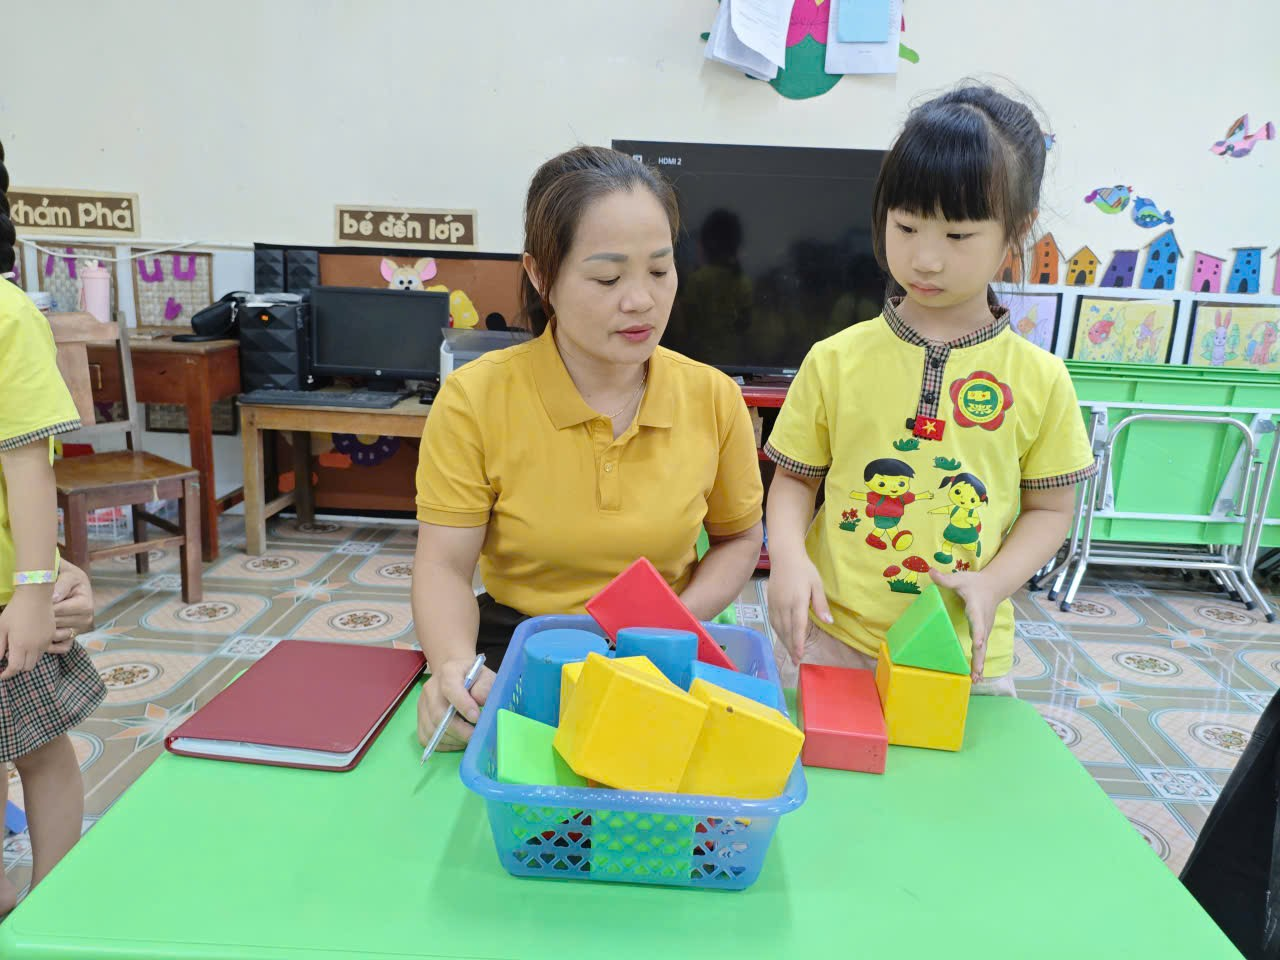 HDMI 2
khám Phá
bé đến lớp